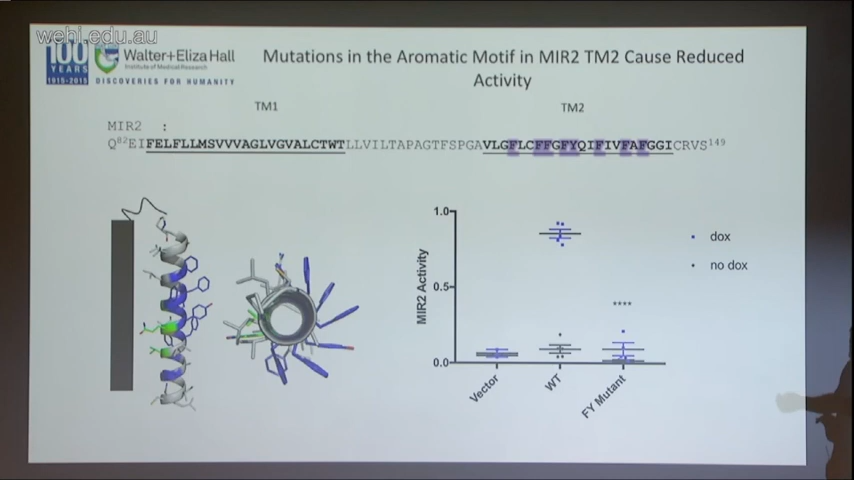 wehi.edu.au
100
YEARS
1915-2015
Walter+Eliza Hall
Institute of Medical Research
DISCOVERIES FOR HUMANITY
Mutations in the Aromatic Motif in MIR2 TM2 Cause Reduced
Activity
TM1
TM2
MIR2 :
Q82EIFELFLLMSVVVAGLVGVALCTWTLLVILTAPAGTFSPGAVLGFLCFFGFYQIFIVFAFGGICRVS149
MIR2 Activity
1.0
0.5
0.0
dox
no dox
****
Vector
WT
FY Mutant